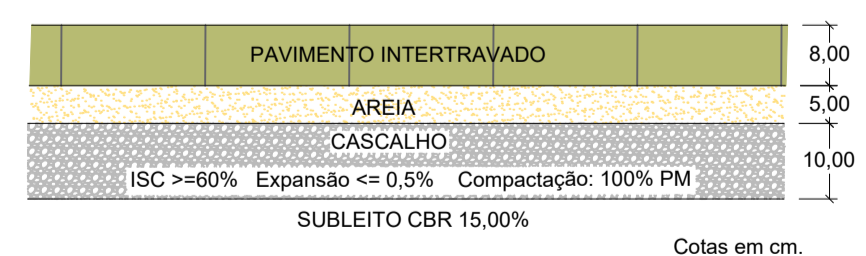 PAVIMENTO INTERTRAVADO
8,00
AREIA
5,00
CASCALHO
10,00
ISC >=60% Expansão <= 0,5% Compactação: 100% PM
SUBLEITO CBR 15,00%
Cotas em cm.